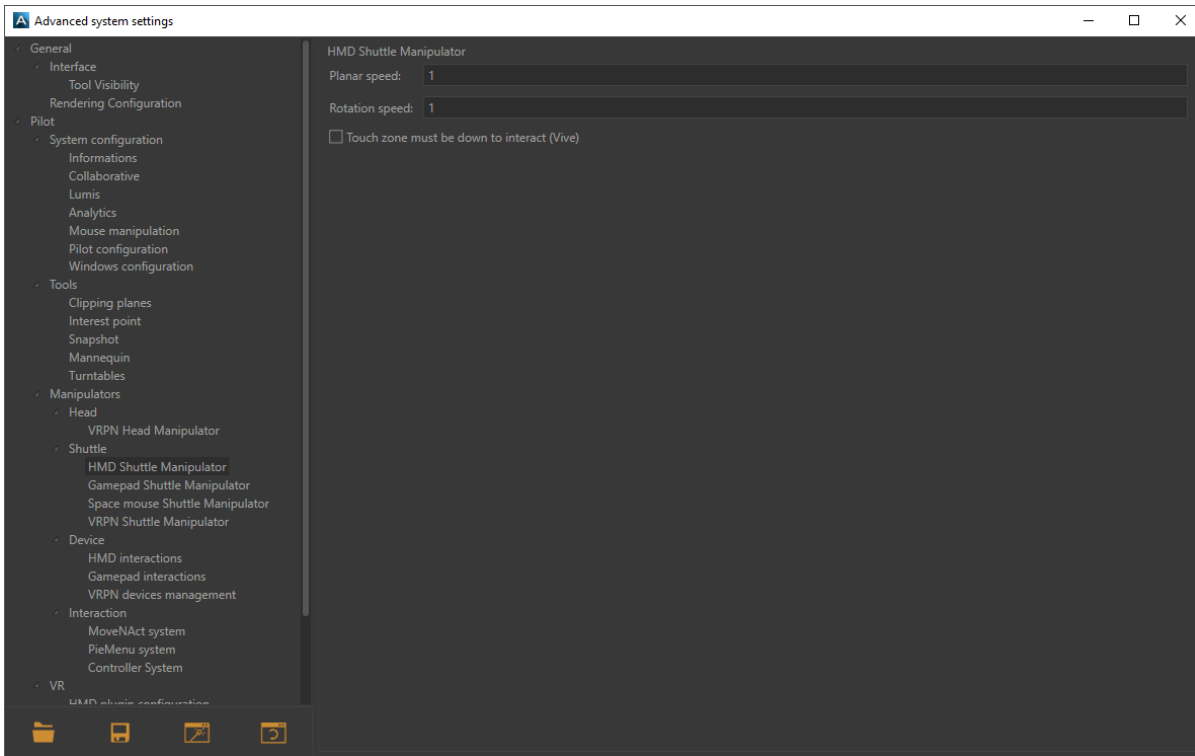 Advanced system settings
General
Interface
Tool Visibility
Rendering Configuration
Pilot
System configuration
Informations
Collaborative
Lumis
Analytics
Mouse manipulation
Pilot configuration
Windows configuration
Tools
Clipping planes
Interest point
Snapshot
Mannequin
Turntables
Manipulators
Head
VRPN Head Manipulator
Shuttle
HMD Shuttle Manipulator
Gamepad Shuttle Manipulator
Space mouse Shuttle Manipulator
VRPN Shuttle Manipulator
Device
HMD interactions
Gamepad interactions
VRPN devices management
Interaction
MoveNAct system
PieMenu system
Controller System
VR
HMD plugin configuration
HMD Shuttle Manipulator
Planar speed: 1
Rotation speed: 1
Touch zone must be down to interact (Vive)